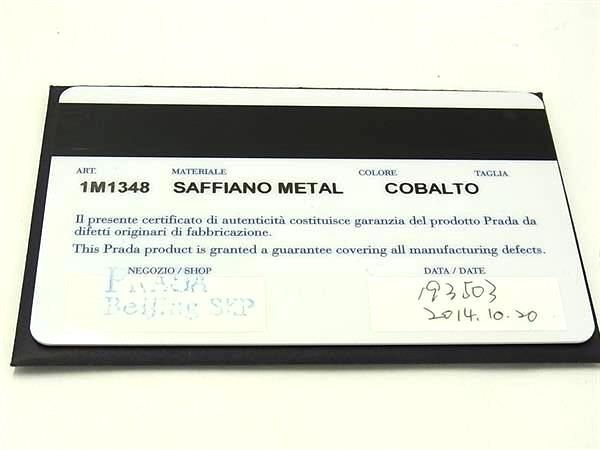 ART. MATERIALE COLORE TAGLIA
1M1348 SAFFIANO METAL COBALTO
Il presente certificato di autenticità costituisce garanzia del prodotto Prada da
difetti originari di fabbricazione.
This Prada product is granted a guarantee covering all manufacturing defects.
NEGOZIO / SHOP DATA / DATE
PRADA 193503
Beijing SKP 2014.10.20